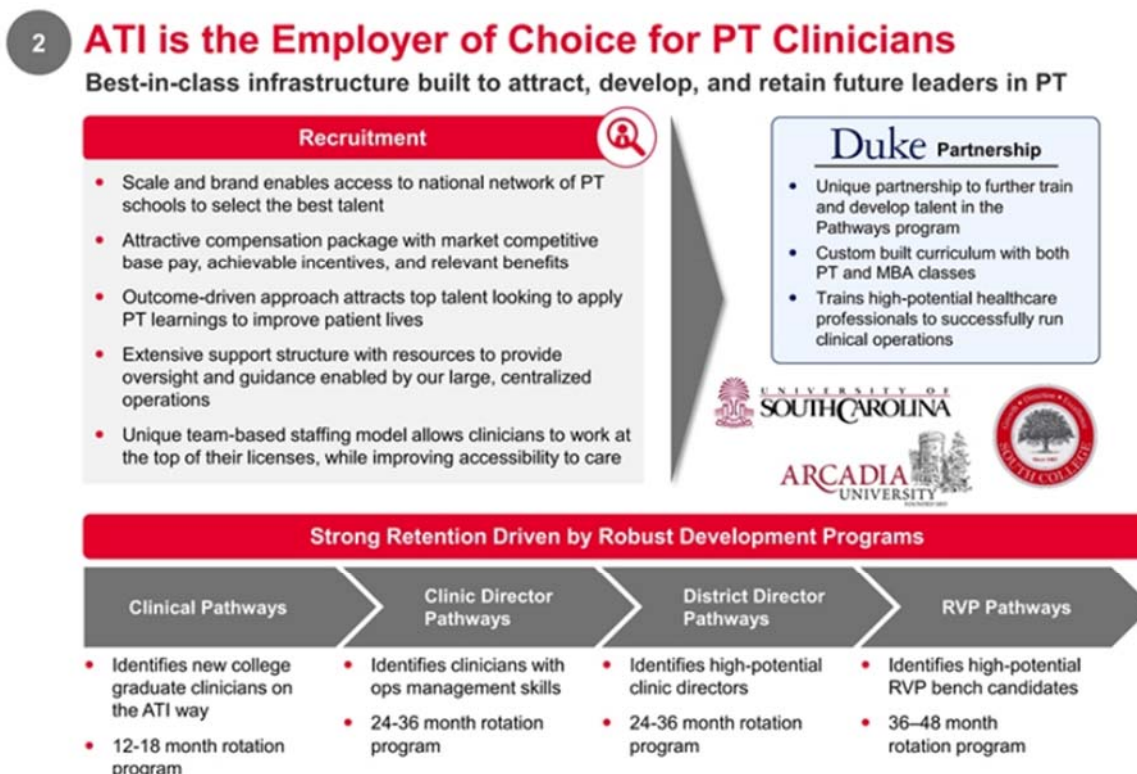 2
ATI is the Employer of Choice for PT Clinicians
Best-in-class infrastructure built to attract, develop, and retain future leaders in PT
Recruitment
• Scale and brand enables access to national network of PT
schools to select the best talent
• Attractive compensation package with market competitive
base pay, achievable incentives, and relevant benefits
• Outcome-driven approach attracts top talent looking to apply
PT learnings to improve patient lives
• Extensive support structure with resources to provide
oversight and guidance enabled by our large, centralized
operations
• Unique team-based staffing model allows clinicians to work at
the top of their licenses, while improving accessibility to care
Duke Partnership
• Unique partnership to further train
and develop talent in the
Pathways program
• Custom built curriculum with both
PT and MBA classes
• Trains high-potential healthcare
professionals to successfully run
clinical operations
UNIVERSITY OF
SOUTH CAROLINA
ARCADIA
UNIVERSITY
SOUTH COLLEGE
Strong Retention Driven by Robust Development Programs
Clinical Pathways
• Identifies new college
graduate clinicians on
the ATI way
• 12-18 month rotation
program
Clinic Director
Pathways
• Identifies clinicians with
ops management skills
• 24-36 month rotation
program
District Director
Pathways
• Identifies high-potential
clinic directors
• 24-36 month rotation
program
RVP Pathways
• Identifies high-potential
RVP bench candidates
• 36–48 month
rotation program